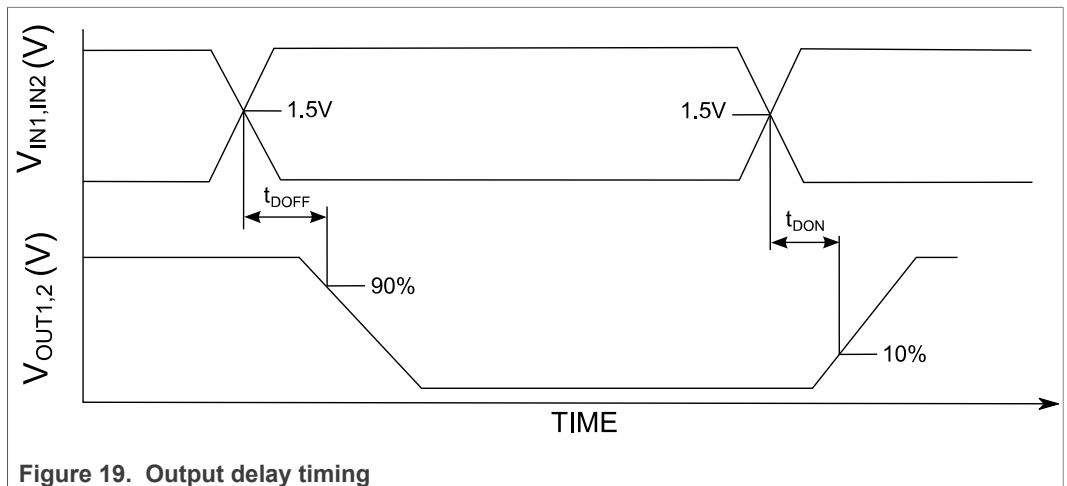 V_IN1,IN2 (V)
1.5V
1.5V
t_DOFF
t_DON
V_OUT1,2 (V)
90%
10%
TIME
Figure 19. Output delay timing